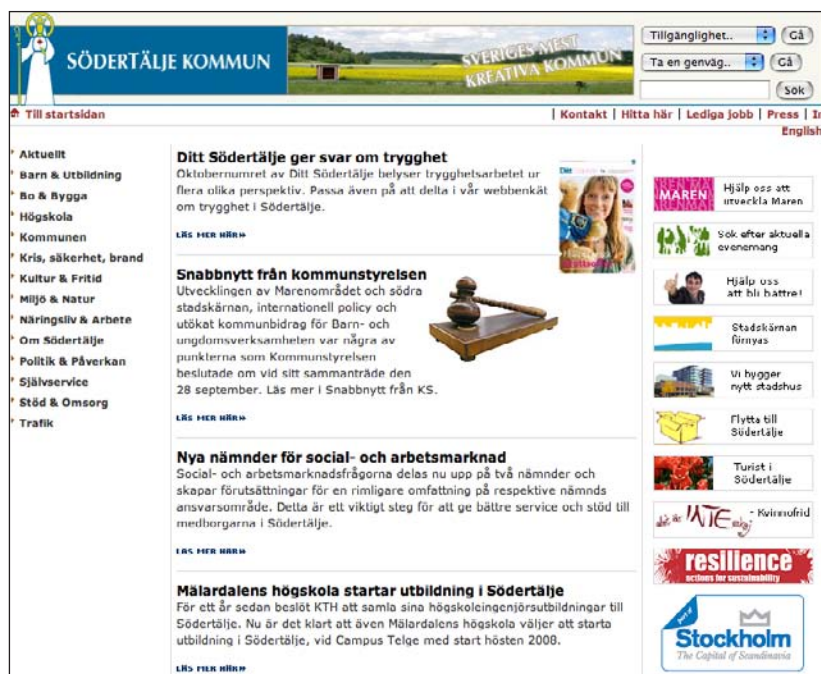 SÖDERTÄLJE KOMMUN
SVERIGES MEST
KREATIVA KOMMUN
Tillgänglighet..
Gå
Ta en genväg..
Gå
Sök
Till startsidan
| Kontakt | Hitta här | Lediga jobb | Press |
English
Aktuellt
Barn & Utbildning
Bo & Bygga
Högskola
Kommunen
Kris, säkerhet, brand
Kultur & Fritid
Miljö & Natur
Näringsliv & Arbete
Om Södertälje
Politik & Påverkan
Självservice
Stöd & Omsorg
Trafik
Ditt Södertälje ger svar om trygghet
Oktobernumret av Ditt Södertälje belyser trygghetsarbetet ur
flera olika perspektiv. Passa även på att delta i vår webbenkät
om trygghet i Södertälje.
LÄS MER HÄR»
Ditt
Snabbnytt från kommunstyrelsen
Utvecklingen av Marenområdet och södra
stadskärnan, internationell policy och
utökat kommunbidrag för Barn- och
ungdomsverksamheten var några av
punkterna som Kommunstyrelsen
beslutade om vid sitt sammanträde den
28 september. Läs mer i Snabbnytt från KS.
LÄS MER HÄR»
Nya nämnder för social- och arbetsmarknad
Social- och arbetsmarknadsfrågorna delas nu upp på två nämnder och
skapar förutsättningar för en rimligare omfattning på respektive nämnds
ansvarsområde. Detta är ett viktigt steg för att ge bättre service och stöd till
medborgarna i Södertälje.
LÄS MER HÄR»
Mälardalens högskola startar utbildning i Södertälje
För ett år sedan beslöt KTH att samla sina högskoleingenjörsutbildningar till
Södertälje. Nu är det klart att även Mälardalens högskola väljer att starta
utbildning i Södertälje, vid Campus Telge med start hösten 2008.
LÄS MER HÄR»
MAREN
Hjälp oss att
utveckla Maren
Sök efter aktuella
evenemang
Hjälp oss
att bli bättre!
Stadskärnan
förnyas
Vi bygger
nytt stadshus
Flytta till
Södertälje
Turist i
Södertälje
INTE
- Kvinnofrid
resilience
actions for sustainability
part of
Stockholm
The Capital of Scandinavia